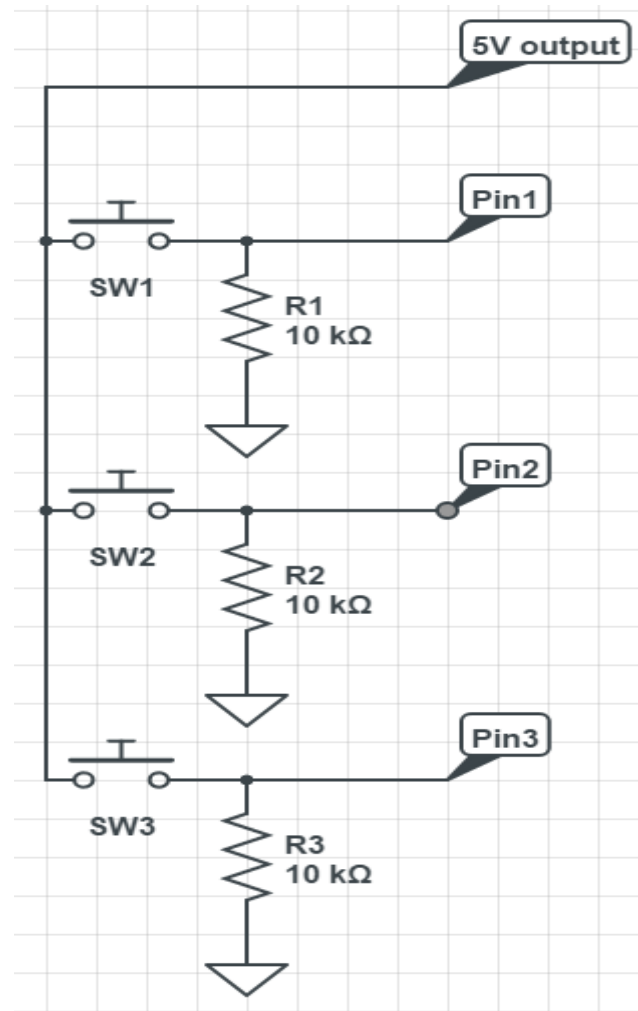 5V output
Pin1
SW1
R1
10 kΩ
Pin2
SW2
R2
10 kΩ
Pin3
SW3
R3
10 kΩ